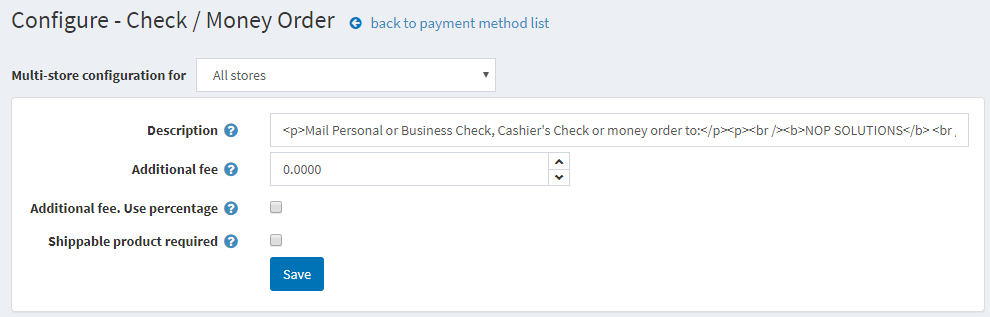 Configure - Check / Money Order back to payment method list
Multi-store configuration for All stores
Description <p>Mail Personal or Business Check, Cashier's Check or money order to:</p><p><br /><b>NOP SOLUTIONS</b> <br /
Additional fee 0.0000
Additional fee. Use percentage
Shippable product required
Save